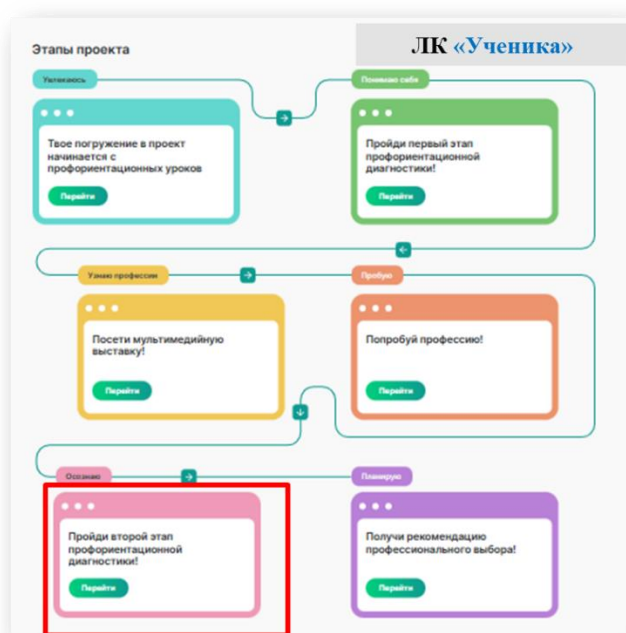 ЛК «Ученика»
Этапы проекта
Увлекаюсь
Понимаю себя
Твое погружение в проект
начинается с
профориентационных уроков
Перейти
Пройди первый этап
профориентационной
диагностики!
Перейти
Узнаю профессии
Пробую
Посети мультимедийную
выставку!
Перейти
Попробуй профессию!
Перейти
Осознаю
Планирую
Пройди второй этап
профориентационной
диагностики!
Перейти
Получи рекомендацию
профессионального выбора!
Перейти